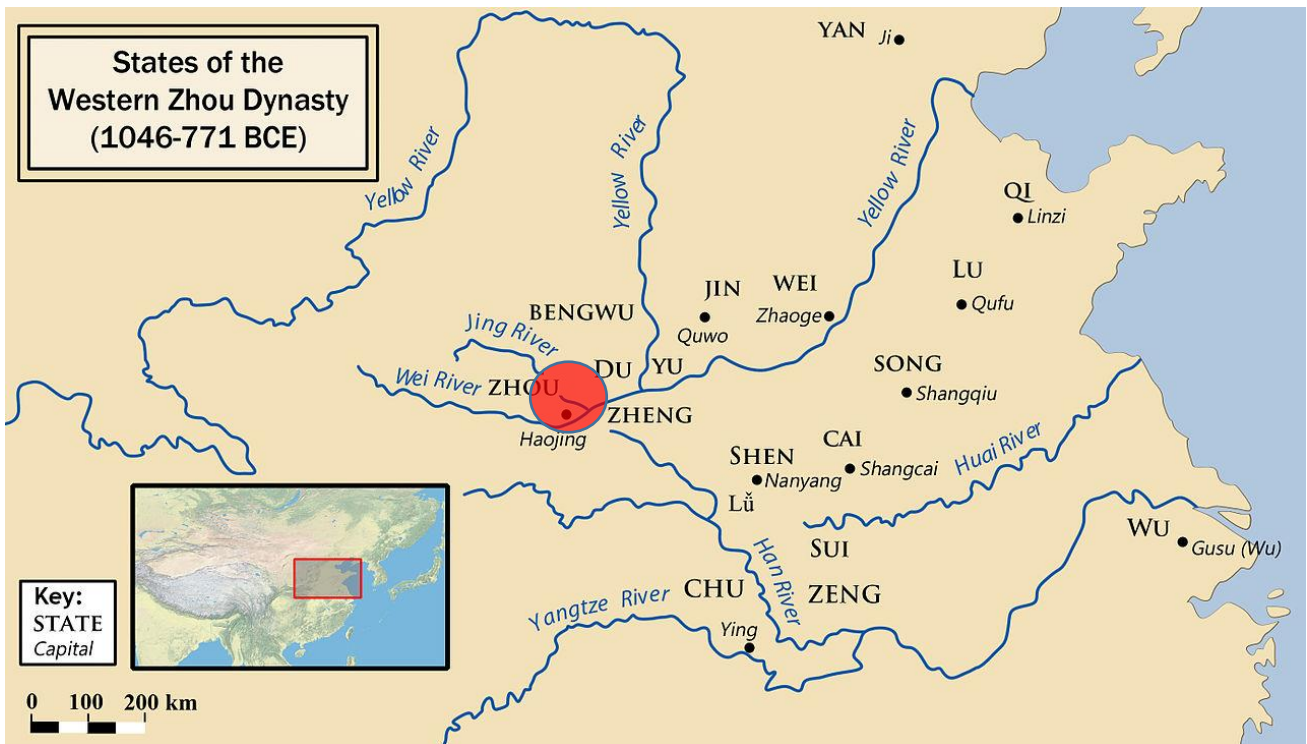 States of the
Western Zhou Dynasty
(1046-771 BCE)
YAN
Ji
Yellow River
Yellow River
Yellow River
QI
Linzi
LU
Qufu
JIN
Quwo
WEI
Zhaoge
BENGWU
Jing River
DU
YU
Wei River
ZHOU
ZHENG
Haojing
SONG
Shangqiu
CAI
Shangcai
SHEN
Nanyang
Lǚ
Huai River
WU
Gusu (Wu)
SUI
Han River
CHU
ZENG
Yangtze River
Ying
Key:
STATE
Capital
0 100 200 km